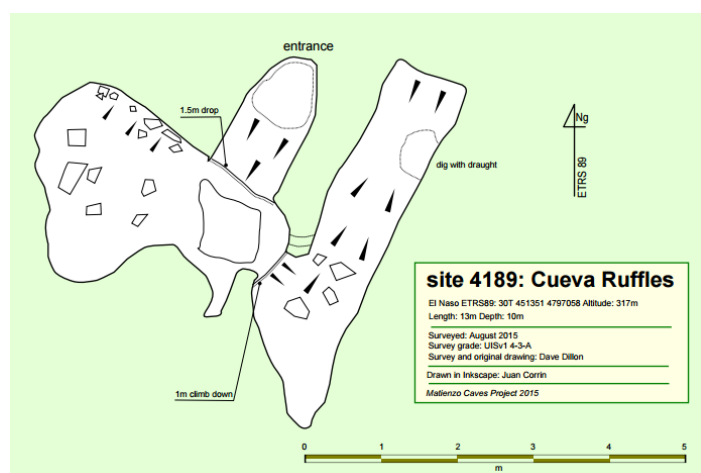 entrance
1.5m drop
Ng
ETRS 89
dig with draught
site 4189: Cueva Ruffles
El Naso ETRS89: 30T 451351 4797058 Altitude: 317m
Length: 13m Depth: 10m
Surveyed: August 2015
Survey grade: UISv1 4-3-A
Survey and original drawing: Dave Dillon
Drawn in Inkscape: Juan Corrin
Matienzo Caves Project 2015
1m climb down
0 1 2 3 4 5
m